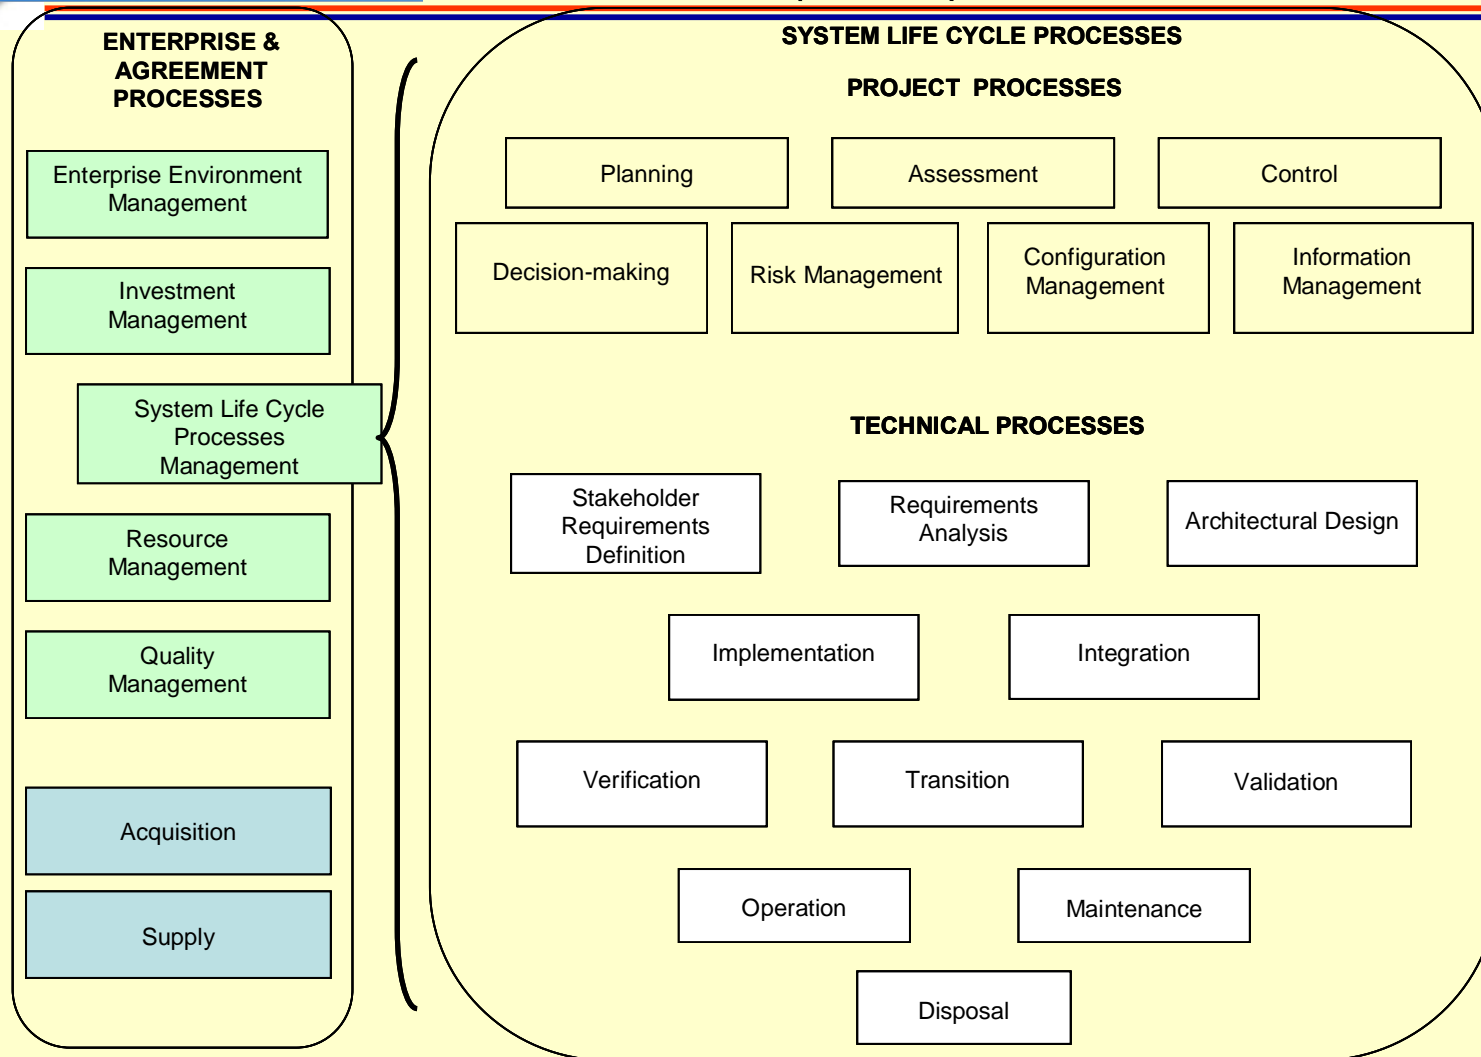 ENTERPRISE &
AGREEMENT
PROCESSES
Enterprise Environment
Management
Investment
Management
System Life Cycle
Processes
Management
Resource
Management
Quality
Management
Acquisition
Supply
SYSTEM LIFE CYCLE PROCESSES
PROJECT PROCESSES
Planning
Assessment
Control
Decision-making
Risk Management
Configuration
Management
Information
Management
TECHNICAL PROCESSES
Stakeholder
Requirements
Definition
Requirements
Analysis
Architectural Design
Implementation
Integration
Verification
Transition
Validation
Operation
Maintenance
Disposal